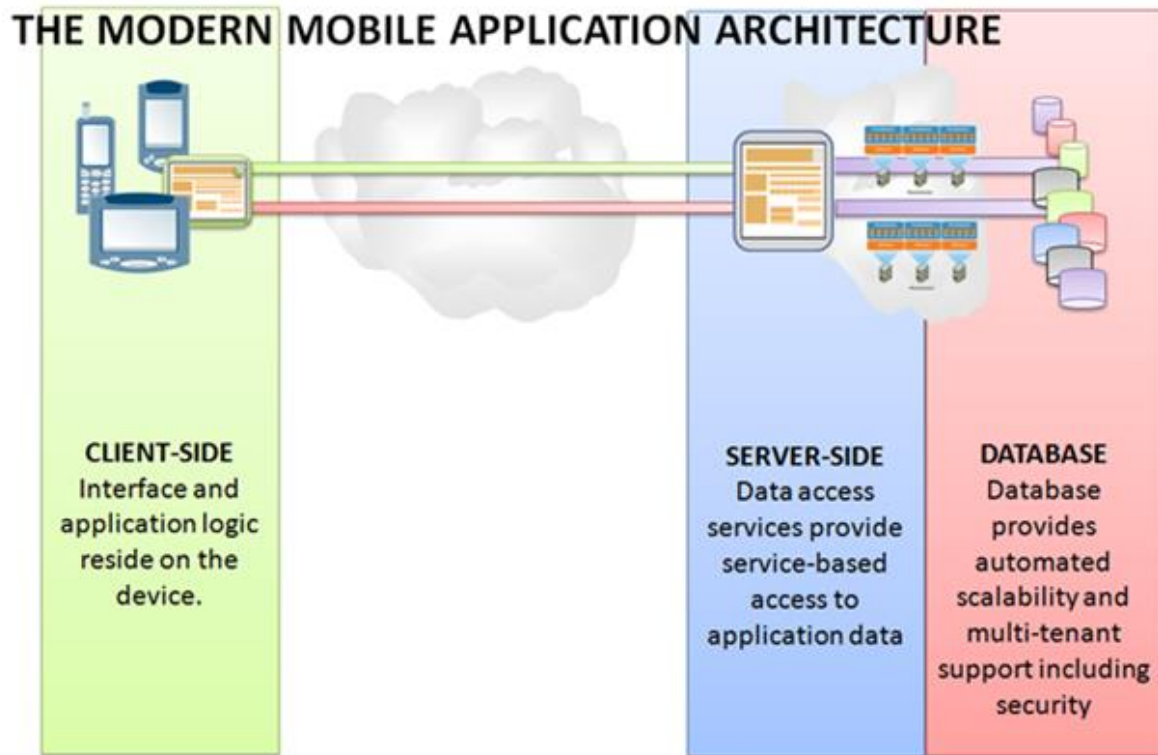 THE MODERN MOBILE APPLICATION ARCHITECTURE
CLIENT-SIDE
Interface and
application logic
reside on the
device.
SERVER-SIDE
Data access
services provide
service-based
access to
application data
DATABASE
Database
provides
automated
scalability and
multi-tenant
support including
security